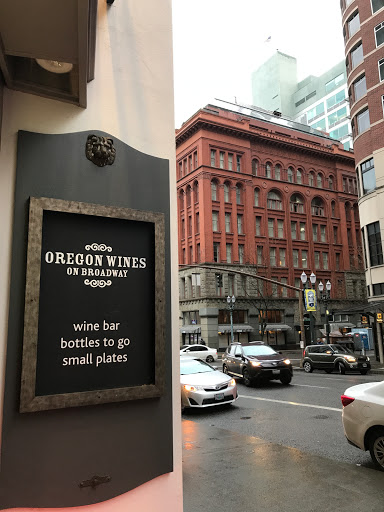 OREGON WINES
ON BROADWAY
wine bar
bottles to go
small plates